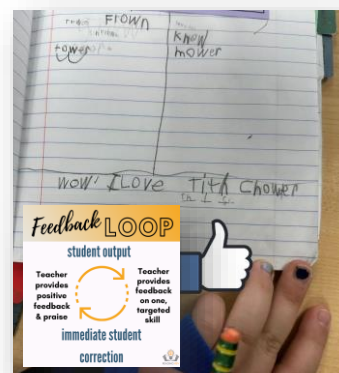 Frown
know
tower
mower
wow! I Love Tith Chower
Feedback LOOP
student output
Teacher
provides
positive
feedback
& praise
Teacher
provides
feedback
on one,
targeted
skill
immediate student
correction